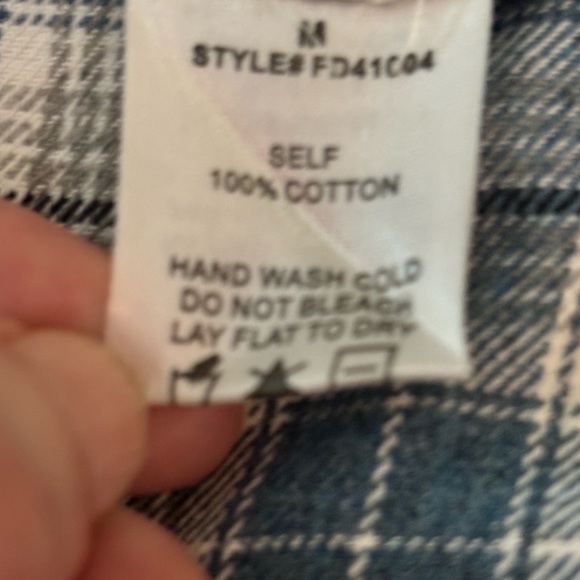 M
STYLE# FD41C04
SELF
100% COTTON
HAND WASH COLD
DO NOT BLEACH
LAY FLAT TO DRY